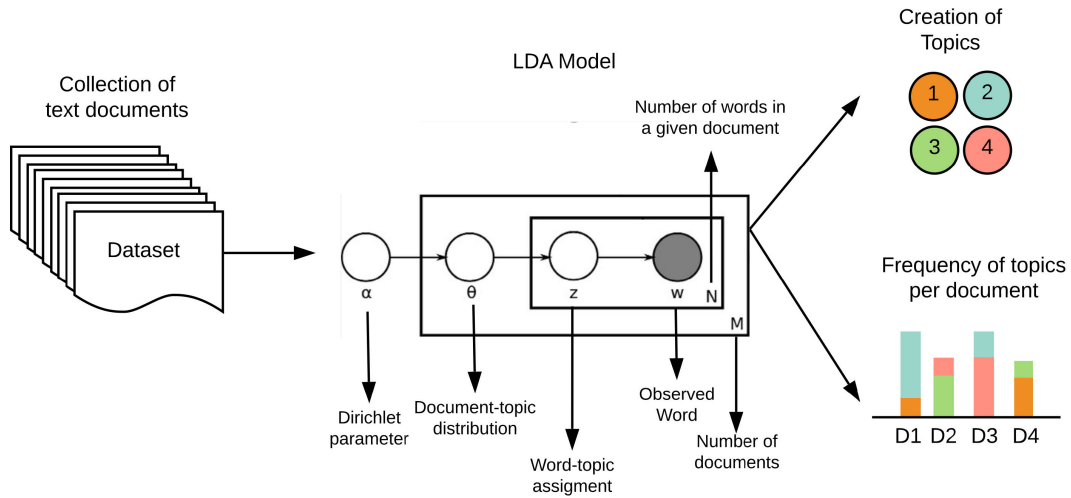 Collection of
text documents
Dataset
LDA Model
Number of words in
a given document
α
θ
z
w
N
M
Dirichlet
parameter
Document-topic
distribution
Word-topic
assigment
Observed
Word
Number of
documents
Creation of
Topics
1
2
3
4
Frequency of topics
per document
D1 D2 D3 D4